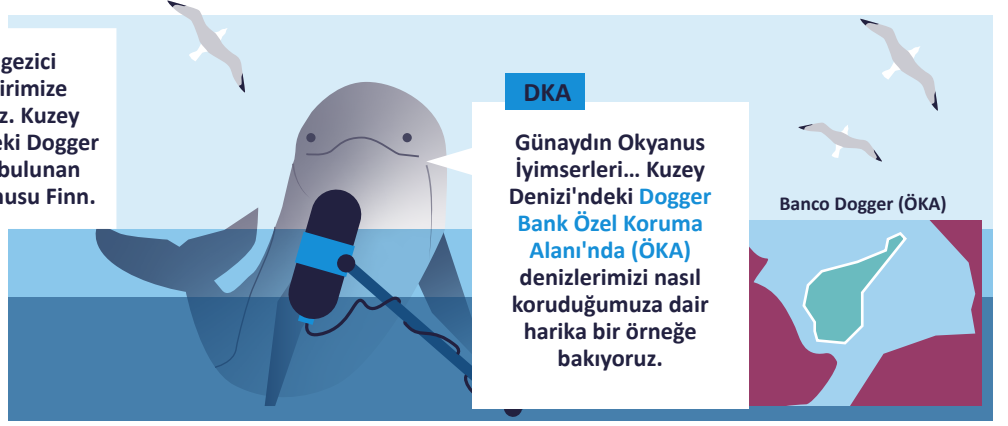 gezici
irimize
z. Kuzey
eki Dogger
bulunan
nusu Finn.
DKA
Günaydın Okyanus
İyimserleri... Kuzey
Denizi'ndeki Dogger
Bank Özel Koruma
Alanı'nda (ÖKA)
denizlerimizi nasıl
koruduğumuza dair
harika bir örneğe
bakıyoruz.
Banco Dogger (ÖKA)